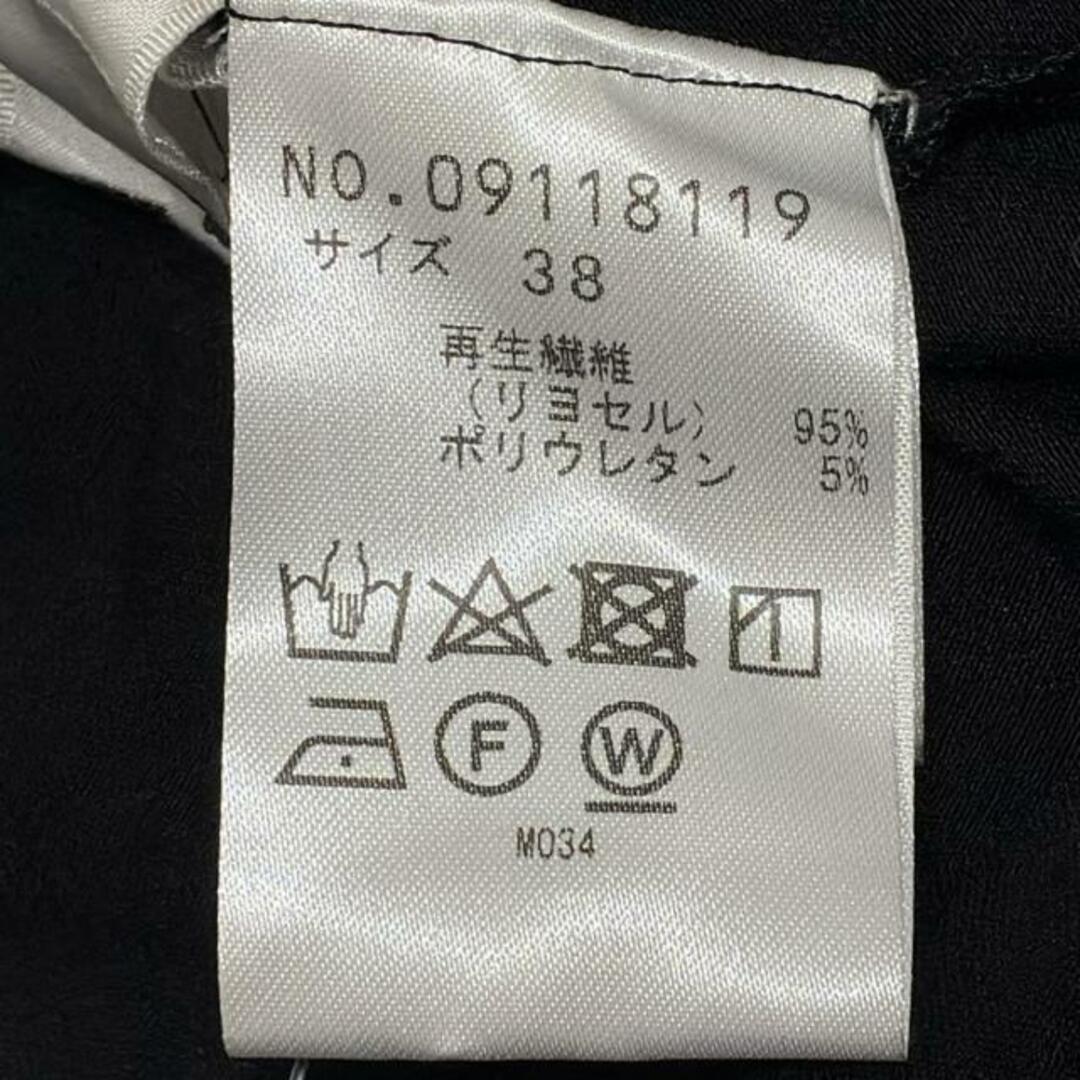 NO.09118119
サイズ 38
再生繊維
(リヨセル) 95%
ポリウレタン 5%
F W
M034